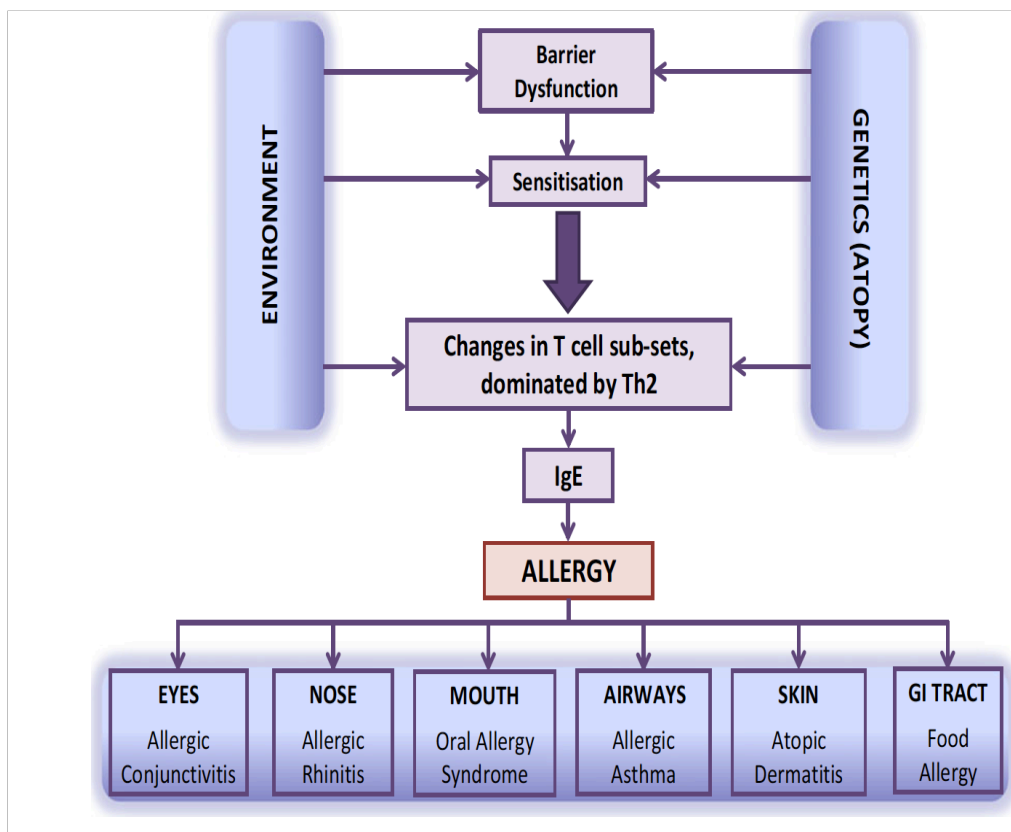 ENVIRONMENT
GENETICS (ATOPY)
Barrier
Dysfunction
Sensitisation
Changes in T cell sub-sets,
dominated by Th2
IgE
ALLERGY
EYES
Allergic
Conjunctivitis
NOSE
Allergic
Rhinitis
MOUTH
Oral Allergy
Syndrome
AIRWAYS
Allergic
Asthma
SKIN
Atopic
Dermatitis
GI TRACT
Food
Allergy